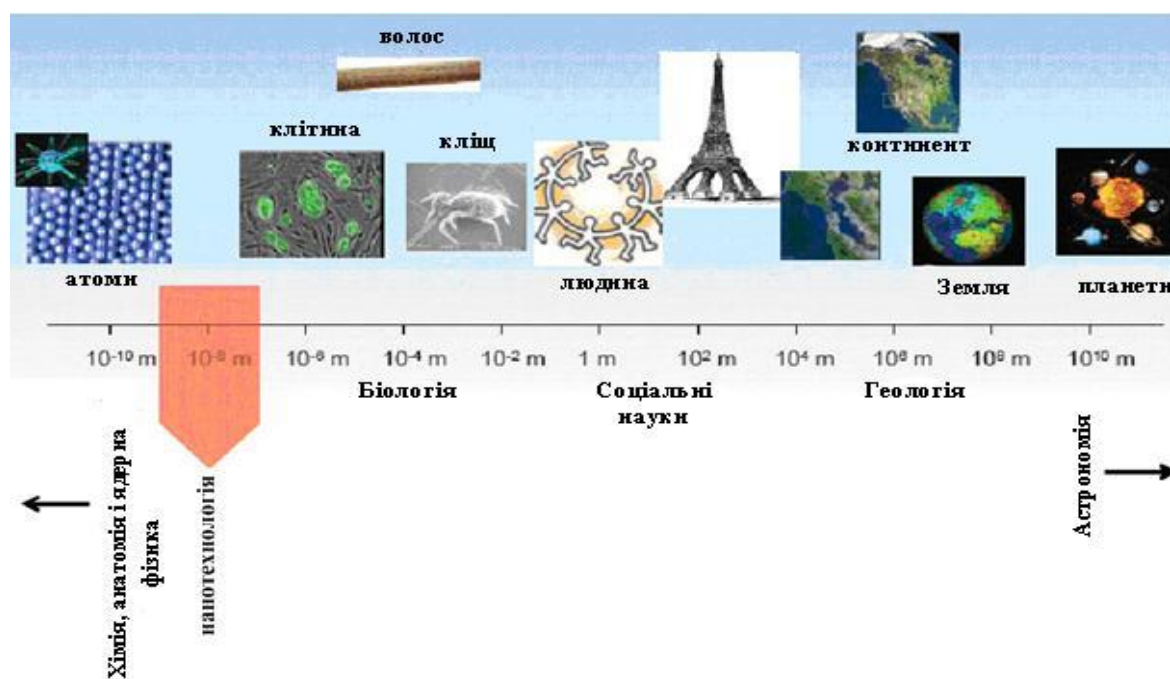 волос
клітина
кліщ
континент
атоми
людина
Земля
планети
10⁻¹⁰ m 10⁻⁸ m 10⁻⁶ m 10⁻⁴ m 10⁻² m 1 m 10² m 10⁴ m 10⁶ m 10⁸ m 10¹⁰ m
Біологія
Соціальні
науки
Геологія
Хімія, анатомія і ядерна
фізика
нанотехнологія
Астрономія